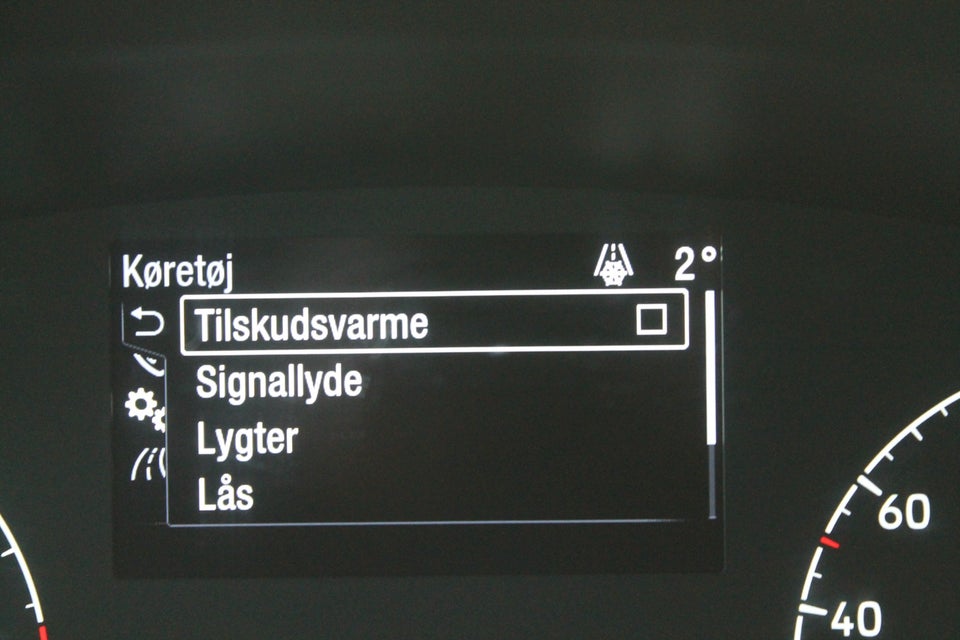 Køretøj 2°
Tilskudsvarme
Signallyde
Lygter
Lås
60
40